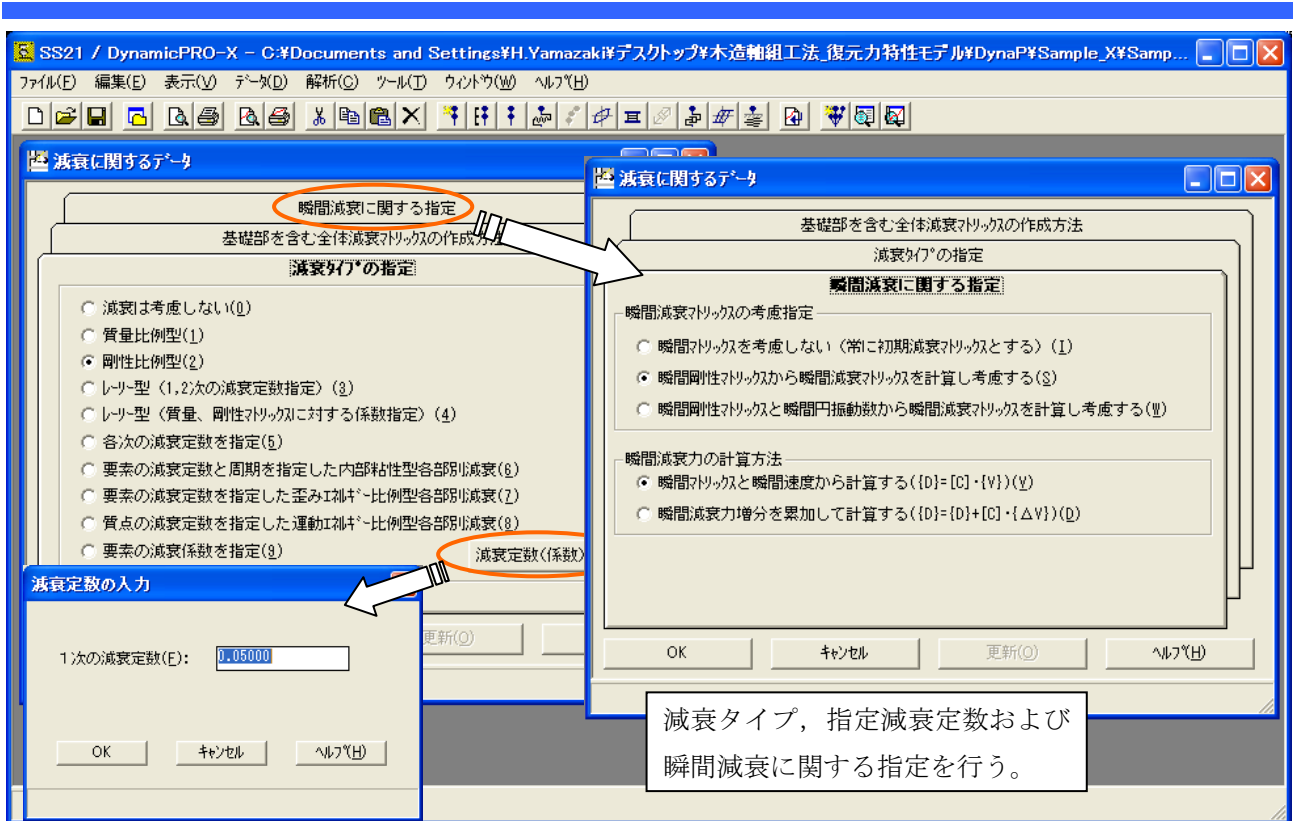 SS21 / DynamicPRO-X - C:¥Documents and Settings¥H.Yamazaki¥デスクトップ¥木造軸組工法_復元力特性モデル¥DynaP¥Sample_X¥Samp...
ファイル(F) 編集(E) 表示(V) データ(D) 解析(C) ツール(T) ウィンドウ(W) ヘルプ(H)
減衰に関するデータ
瞬間減衰に関する指定
基礎部を含む全体減衰マトリックスの作成方法
減衰タイプの指定
減衰は考慮しない(0)
質量比例型(1)
剛性比例型(2)
レーリー型(1,2次の減衰定数指定)(3)
レーリー型(質量、剛性マトリックスに対する係数指定)(4)
各次の減衰定数を指定(5)
要素の減衰定数と周期を指定した内部粘性型各部別減衰(6)
要素の減衰定数を指定した歪みエネルギー比例型各部別減衰(7)
質点の減衰定数を指定した運動エネルギー比例型各部別減衰(8)
要素の減衰係数を指定(9)
減衰定数(係数)
更新(O)
減衰定数の入力
1次の減衰定数(F): 0.05000
OK キャンセル ヘルプ(H)
減衰に関するデータ
基礎部を含む全体減衰マトリックスの作成方法
減衰タイプの指定
瞬間減衰に関する指定
瞬間減衰マトリックスの考慮指定
瞬間マトリックスを考慮しない(常に初期減衰マトリックスとする)(I)
瞬間剛性マトリックスから瞬間減衰マトリックスを計算し考慮する(S)
瞬間剛性マトリックスと瞬間円振動数から瞬間減衰マトリックスを計算し考慮する(W)
瞬間減衰力の計算方法
瞬間マトリックスと瞬間速度から計算する({D}=[C]・{V})(V)
瞬間減衰力増分を累加して計算する({D}={D}+[C]・{△V})(D)
OK キャンセル 更新(O) ヘルプ(H)
減衰タイプ，指定減衰定数および
瞬間減衰に関する指定を行う。